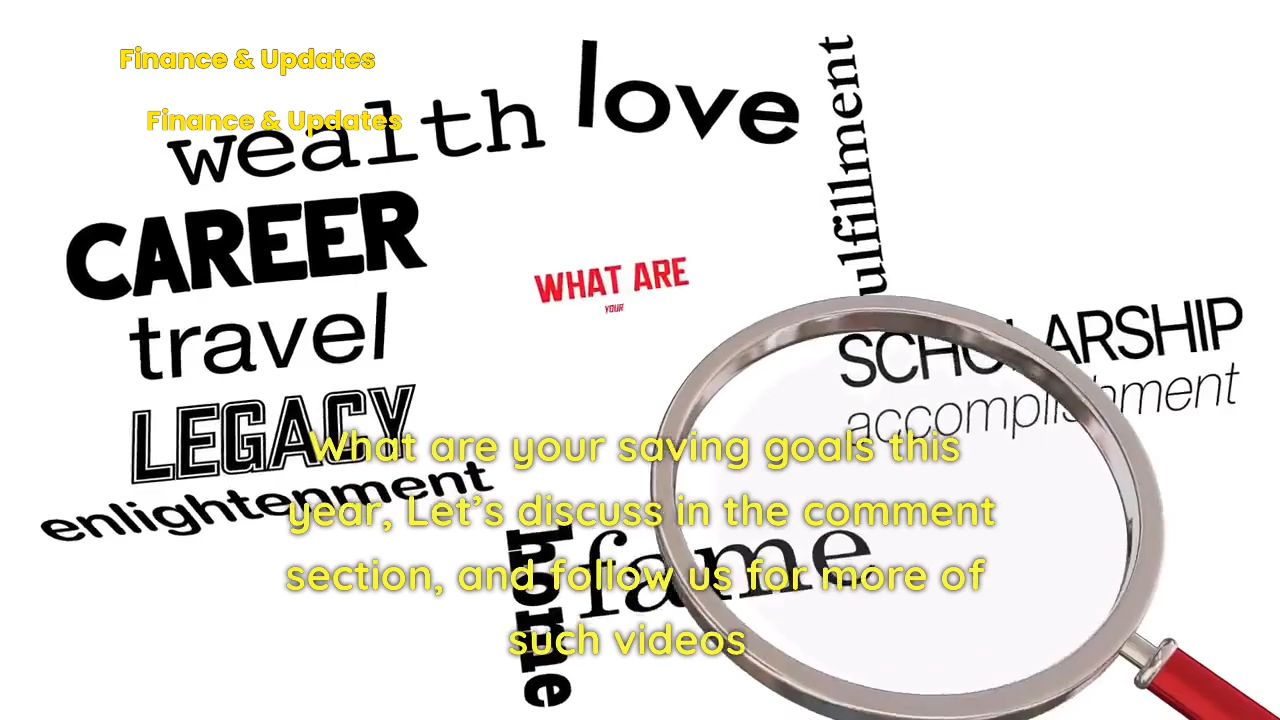 Finance & Updates
Finance & Updates
wealth
love
ulfillment
CAREER
travel
LEGACY
enlightenment
WHAT ARE
YOUR
SCHOLARSHIP
accomplishment
home
fame
What are your saving goals this
year, Let's discuss in the comment
section, and follow us for more of
such videos